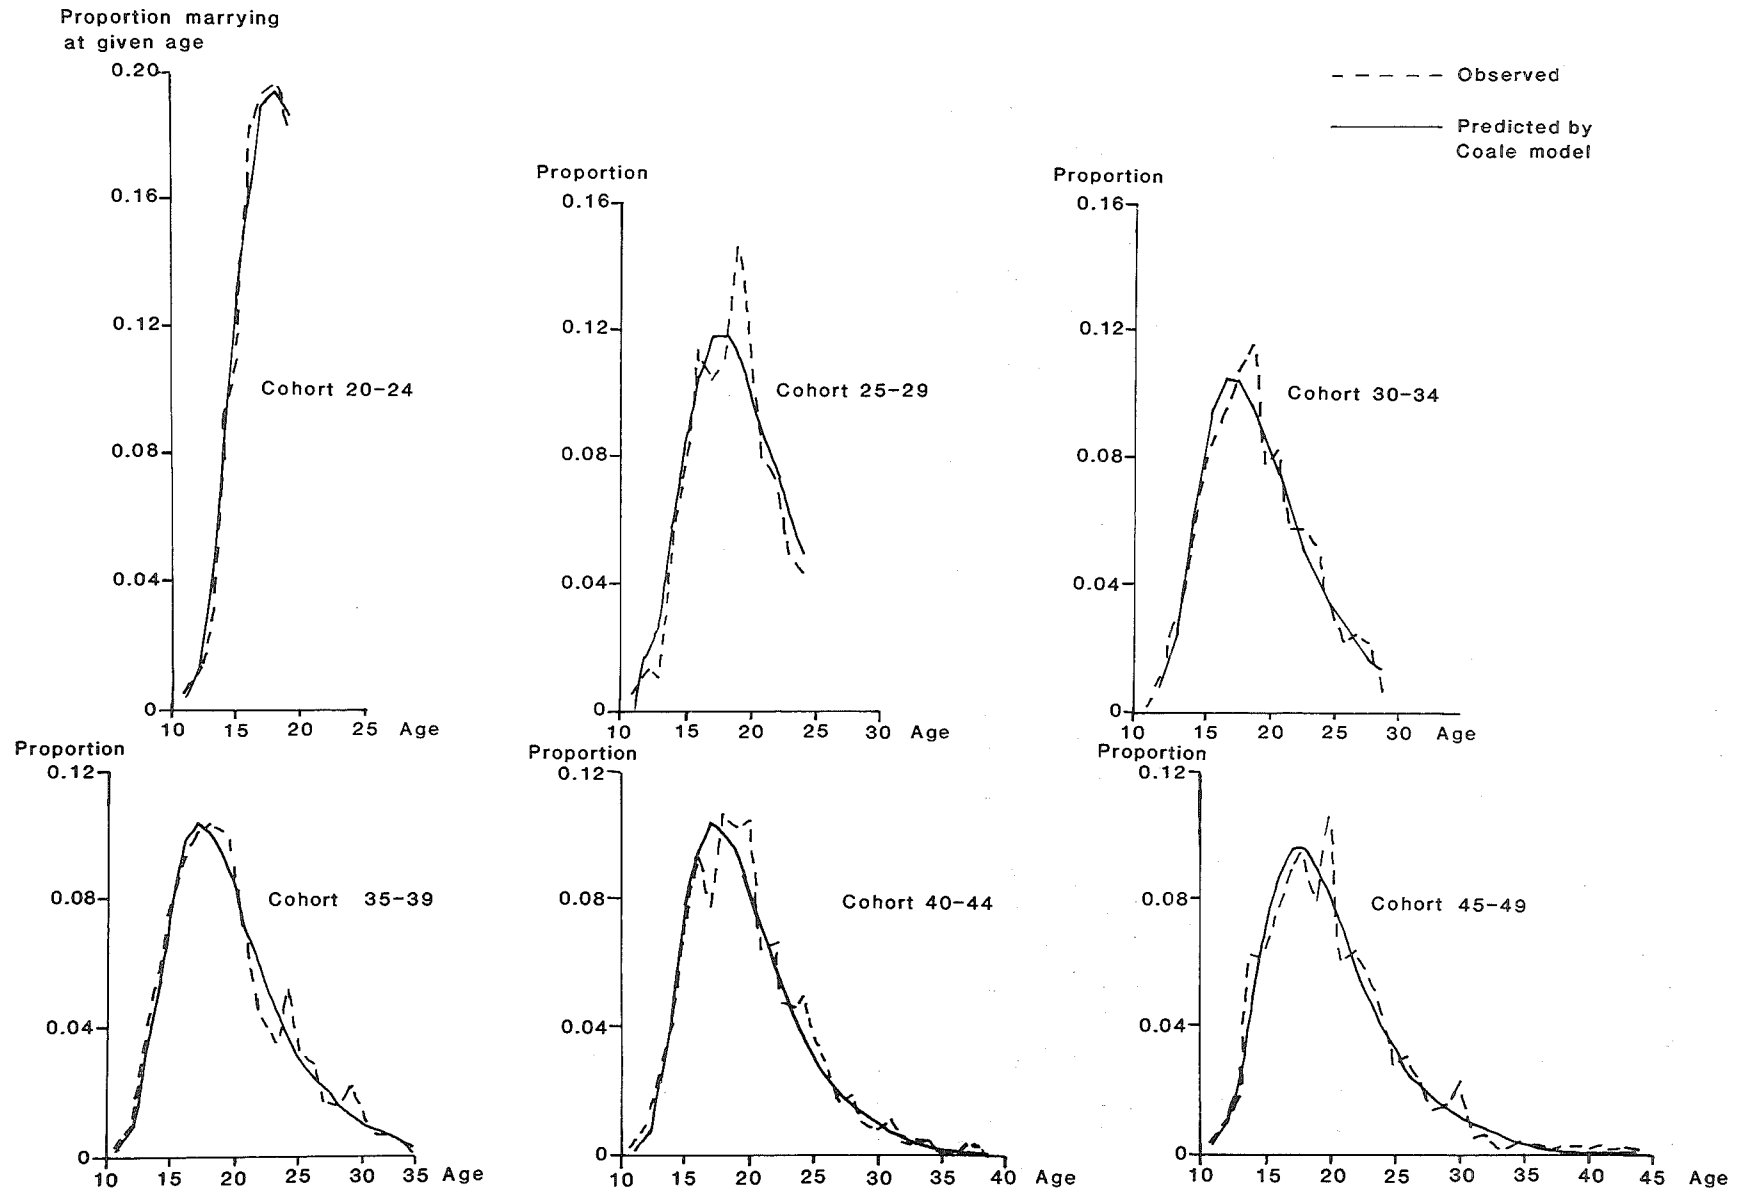 Proportion marrying
at given age
0.20
0.16
0.12
0.08
0.04
0
10 15 20 25 Age
Cohort 20-24
Observed
Predicted by
Coale model
Proportion
0.16
0.12
0.08
0.04
0
10 15 20 25 30 Age
Cohort 25-29
Proportion
0.16
0.12
0.08
0.04
0
10 15 20 25 30 Age
Cohort 30-34
Proportion
0.12
0.08
0.04
0
10 15 20 25 30 35 Age
Cohort 35-39
Proportion
0.12
0.08
0.04
0
10 15 20 25 30 35 40 Age
Cohort 40-44
Proportion
0.12
0.08
0.04
0
10 15 20 25 30 35 40 45 Age
Cohort 45-49